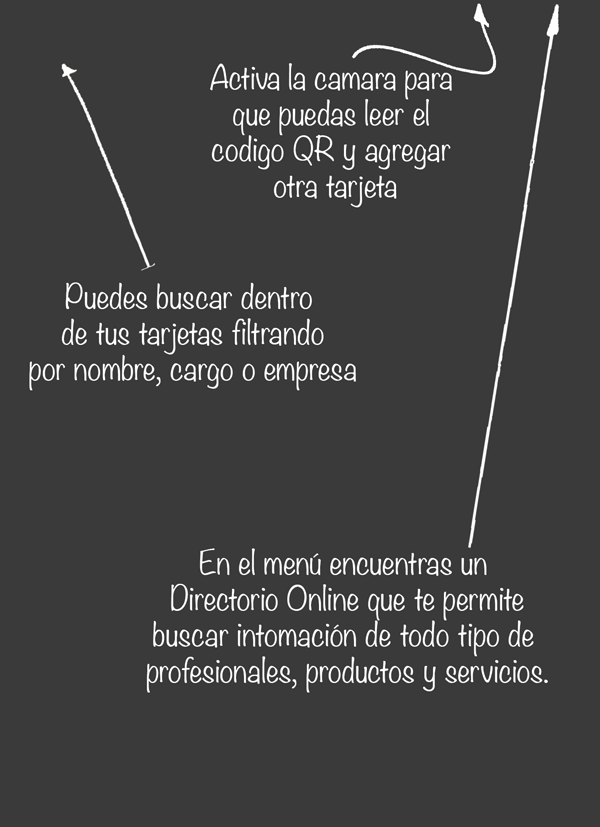 Activa la camara para
que puedas leer el
codigo QR y agregar
otra tarjeta
Puedes buscar dentro
de tus tarjetas filtrando
por nombre, cargo o empresa
En el menú encuentras un
Directorio Online que te permite
buscar intomación de todo tipo de
profesionales, productos y servicios.